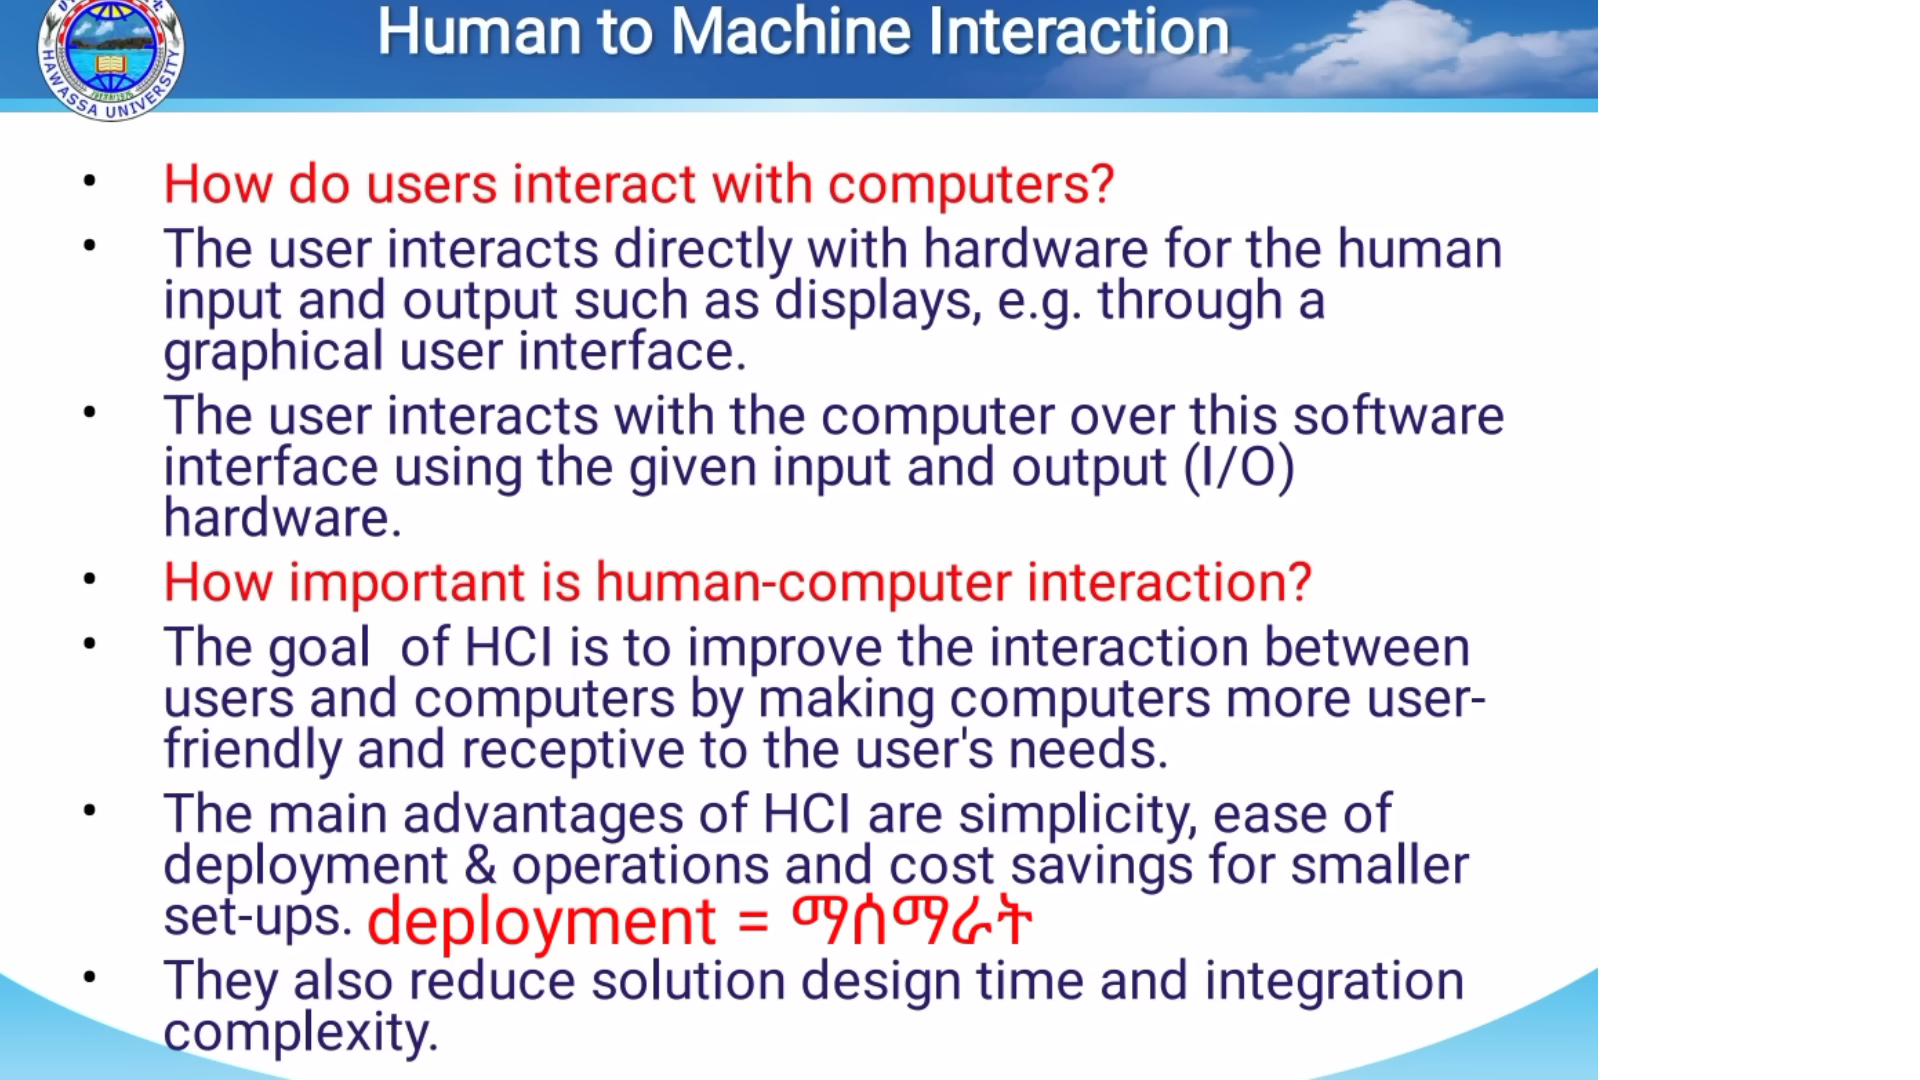 Human to Machine Interaction
HAWASSA UNIVERSITY
• How do users interact with computers?
• The user interacts directly with hardware for the human
input and output such as displays, e.g. through a
graphical user interface.
• The user interacts with the computer over this software
interface using the given input and output (I/O)
hardware.
• How important is human-computer interaction?
• The goal  of HCI is to improve the interaction between
users and computers by making computers more user-
friendly and receptive to the user's needs.
• The main advantages of HCI are simplicity, ease of
deployment & operations and cost savings for smaller
set-ups. deployment = ማሰማራት
• They also reduce solution design time and integration
complexity.